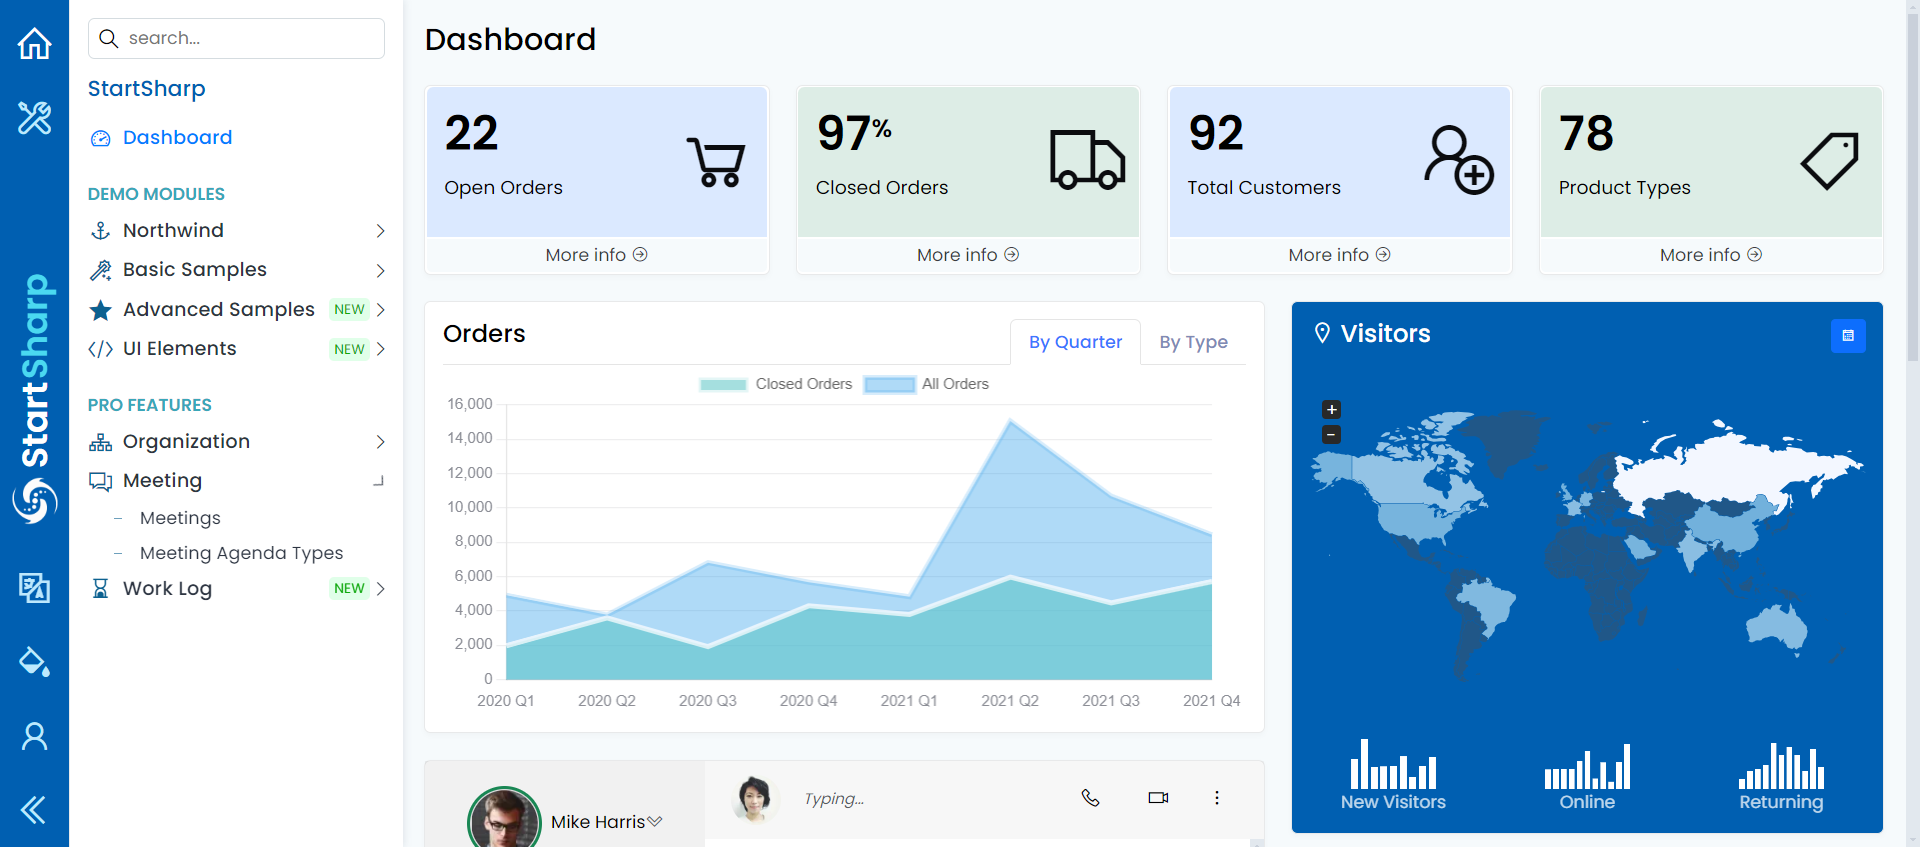 search...
StartSharp
Dashboard
DEMO MODULES
Northwind
Basic Samples
Advanced Samples NEW
UI Elements NEW
PRO FEATURES
Organization
Meeting
Meetings
Meeting Agenda Types
Work Log NEW
StartSharp
Dashboard
22
Open Orders
More info
97%
Closed Orders
More info
92
Total Customers
More info
78
Product Types
More info
Orders
By Quarter
By Type
Closed Orders
All Orders
16,000
14,000
12,000
10,000
8,000
6,000
4,000
2,000
0
2020 Q1 2020 Q2 2020 Q3 2020 Q4 2021 Q1 2021 Q2 2021 Q3 2021 Q4
Visitors
+
−
New Visitors
Online
Returning
Mike Harris
Typing...